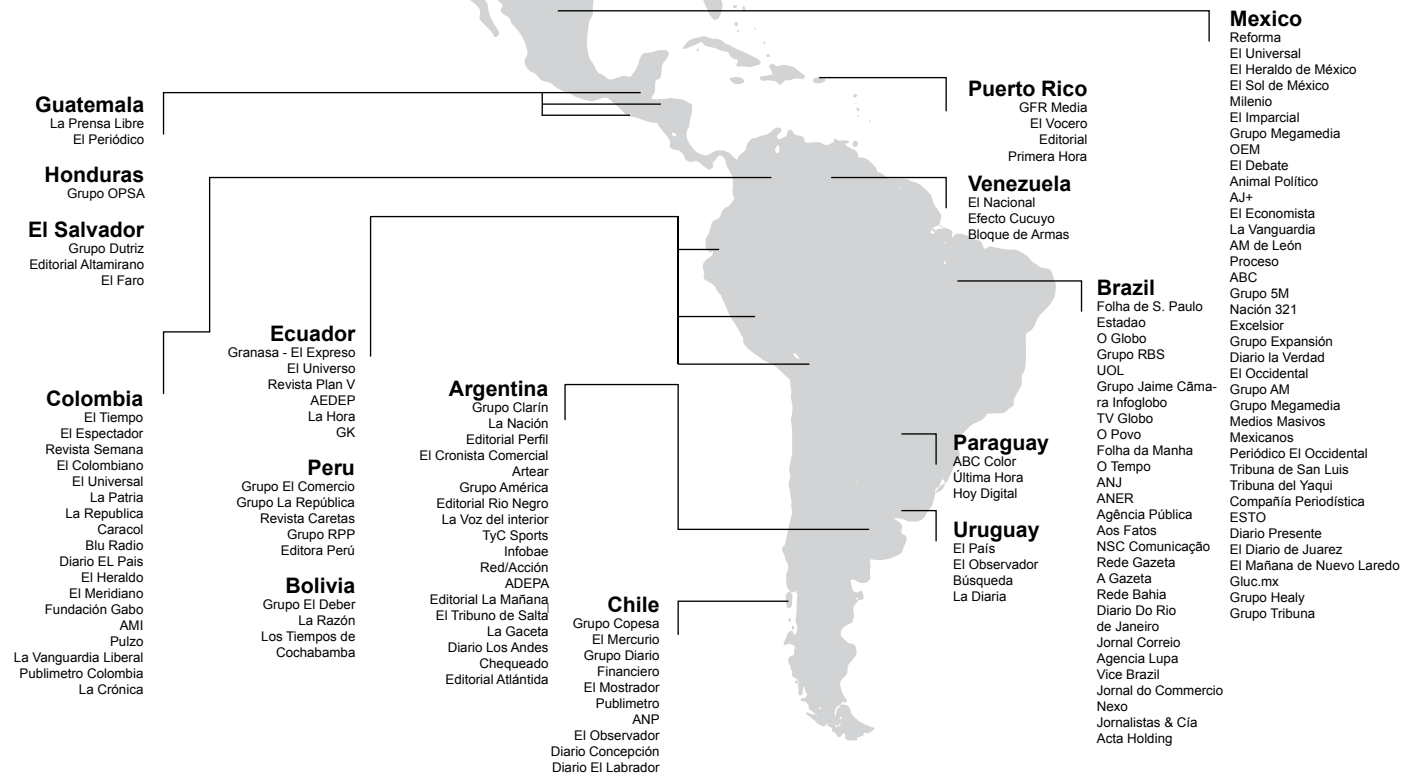 Guatemala
La Prensa Libre
El Periódico
Honduras
Grupo OPSA
El Salvador
Grupo Dutriz
Editorial Altamirano
El Faro
Colombia
El Tiempo
El Espectador
Revista Semana
El Colombiano
El Universal
La Patria
La Republica
Caracol
Blu Radio
Diario EL Pais
El Heraldo
El Meridiano
Fundación Gabo
AMI
Pulzo
La Vanguardia Liberal
Publimetro Colombia
La Crónica
Ecuador
Granasa - El Expreso
El Universo
Revista Plan V
AEDEP
La Hora
GK
Peru
Grupo El Comercio
Grupo La República
Revista Caretas
Grupo RPP
Editora Perú
Bolivia
Grupo El Deber
La Razón
Los Tiempos de
Cochabamba
Argentina
Grupo Clarín
La Nación
Editorial Perfil
El Cronista Comercial
Artear
Grupo América
Editorial Rio Negro
La Voz del interior
TyC Sports
Infobae
Red/Acción
ADEPA
Editorial La Mañana
El Tribuno de Salta
La Gaceta
Diario Los Andes
Chequeado
Editorial Atlántida
Chile
Grupo Copesa
El Mercurio
Grupo Diario
Financiero
El Mostrador
Publimetro
ANP
El Observador
Diario Concepción
Diario El Labrador
Puerto Rico
GFR Media
El Vocero
Editorial
Primera Hora
Venezuela
El Nacional
Efecto Cucuyo
Bloque de Armas
Paraguay
ABC Color
Última Hora
Hoy Digital
Uruguay
El País
El Observador
Búsqueda
La Diaria
Brazil
Folha de S. Paulo
Estadao
O Globo
Grupo RBS
UOL
Grupo Jaime Cãma-
ra Infoglobo
TV Globo
O Povo
Folha da Manha
O Tempo
ANJ
ANER
Agência Pública
Aos Fatos
NSC Comunicação
Rede Gazeta
A Gazeta
Rede Bahia
Diario Do Rio
de Janeiro
Jornal Correio
Agencia Lupa
Vice Brazil
Jornal do Commercio
Nexo
Jornalistas & Cía
Acta Holding
Mexico
Reforma
El Universal
El Heraldo de México
El Sol de México
Milenio
El Imparcial
Grupo Megamedia
OEM
El Debate
Animal Político
AJ+
El Economista
La Vanguardia
AM de León
Proceso
ABC
Grupo 5M
Nación 321
Excelsior
Grupo Expansión
Diario la Verdad
El Occidental
Grupo AM
Grupo Megamedia
Medios Masivos
Mexicanos
Periódico El Occidental
Tribuna de San Luis
Tribuna del Yaqui
Compañía Periodística
ESTO
Diario Presente
El Diario de Juarez
El Mañana de Nuevo Laredo
Gluc.mx
Grupo Healy
Grupo Tribuna